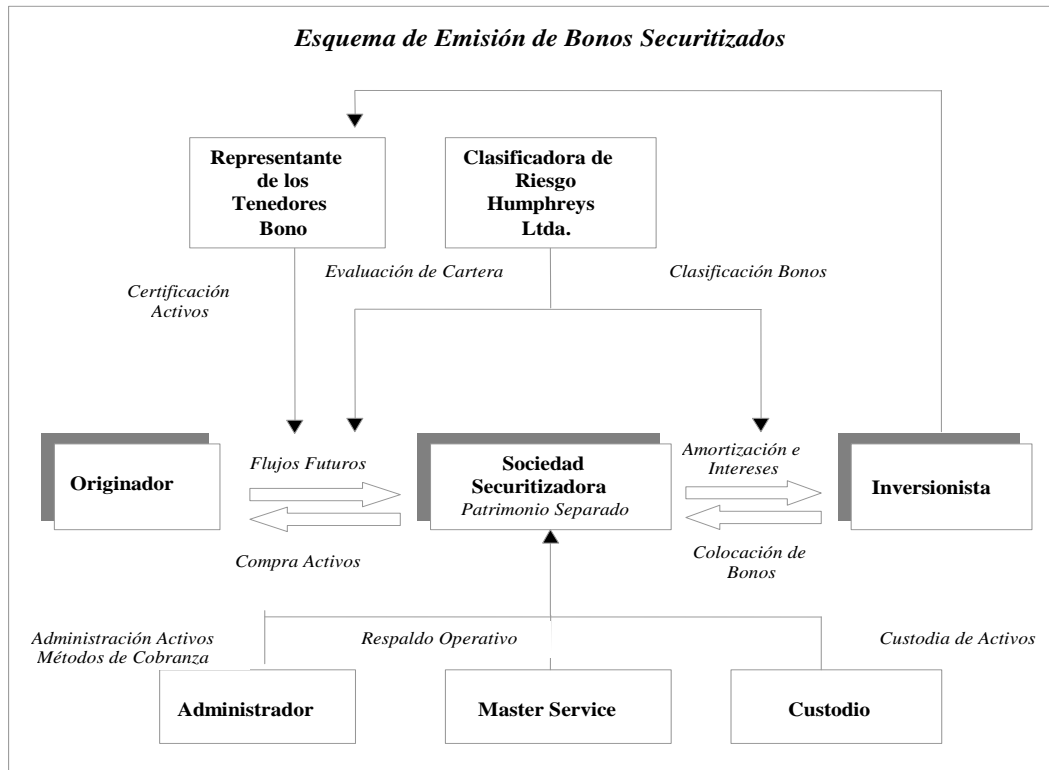 Esquema de Emisión de Bonos Securitizados
Representante
de los
Tenedores
Bono
Clasificadora de
Riesgo
Humphreys
Ltda.
Certificación
Activos
Evaluación de Cartera
Clasificación Bonos
Originador
Flujos Futuros
Compra Activos
Sociedad
Securitizadora
Patrimonio Separado
Amortización e
Intereses
Colocación de
Bonos
Inversionista
Administración Activos
Métodos de Cobranza
Respaldo Operativo
Custodia de Activos
Administrador
Master Service
Custodio